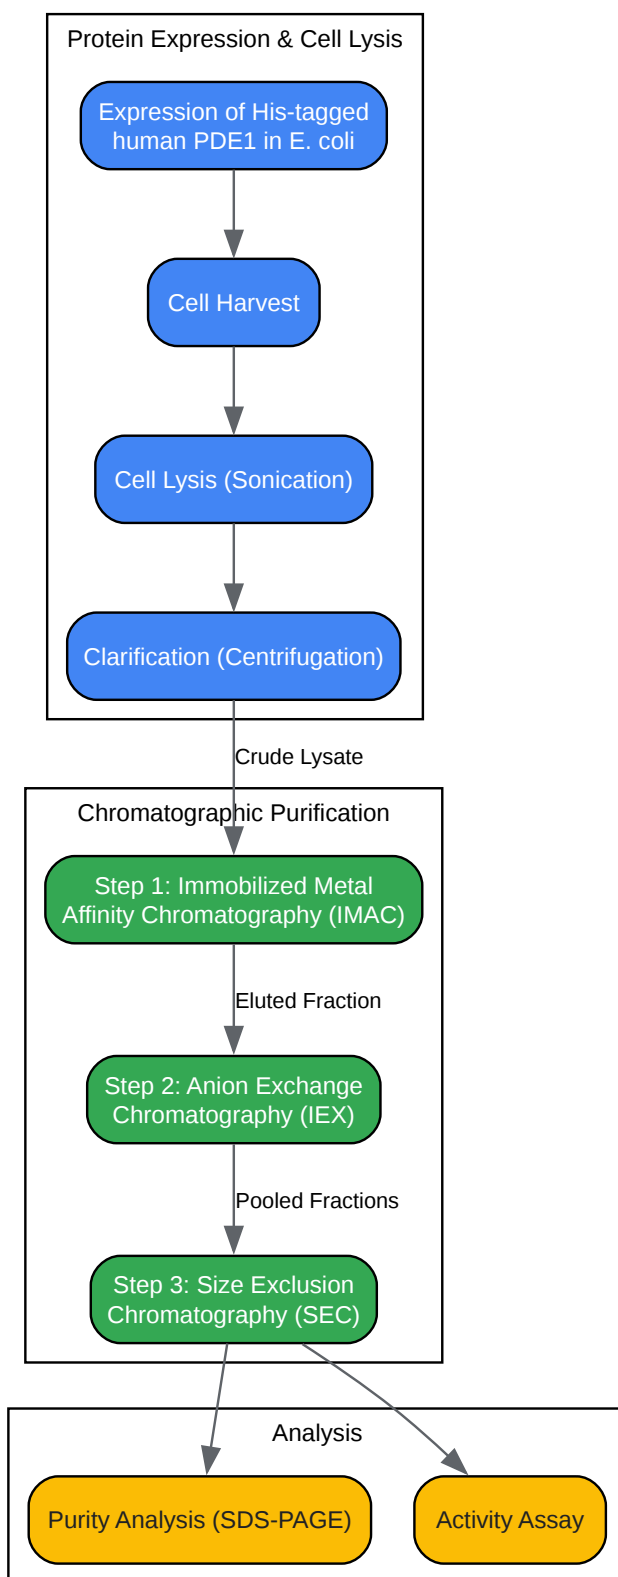 Protein Expression & Cell Lysis
Expression of His-tagged
human PDE1 in E. coli
Cell Harvest
Cell Lysis (Sonication)
Clarification (Centrifugation)
Crude Lysate
Chromatographic Purification
Step 1: Immobilized Metal
Affinity Chromatography (IMAC)
Eluted Fraction
Step 2: Anion Exchange
Chromatography (IEX)
Pooled Fractions
Step 3: Size Exclusion
Chromatography (SEC)
Analysis
Purity Analysis (SDS-PAGE)
Activity Assay